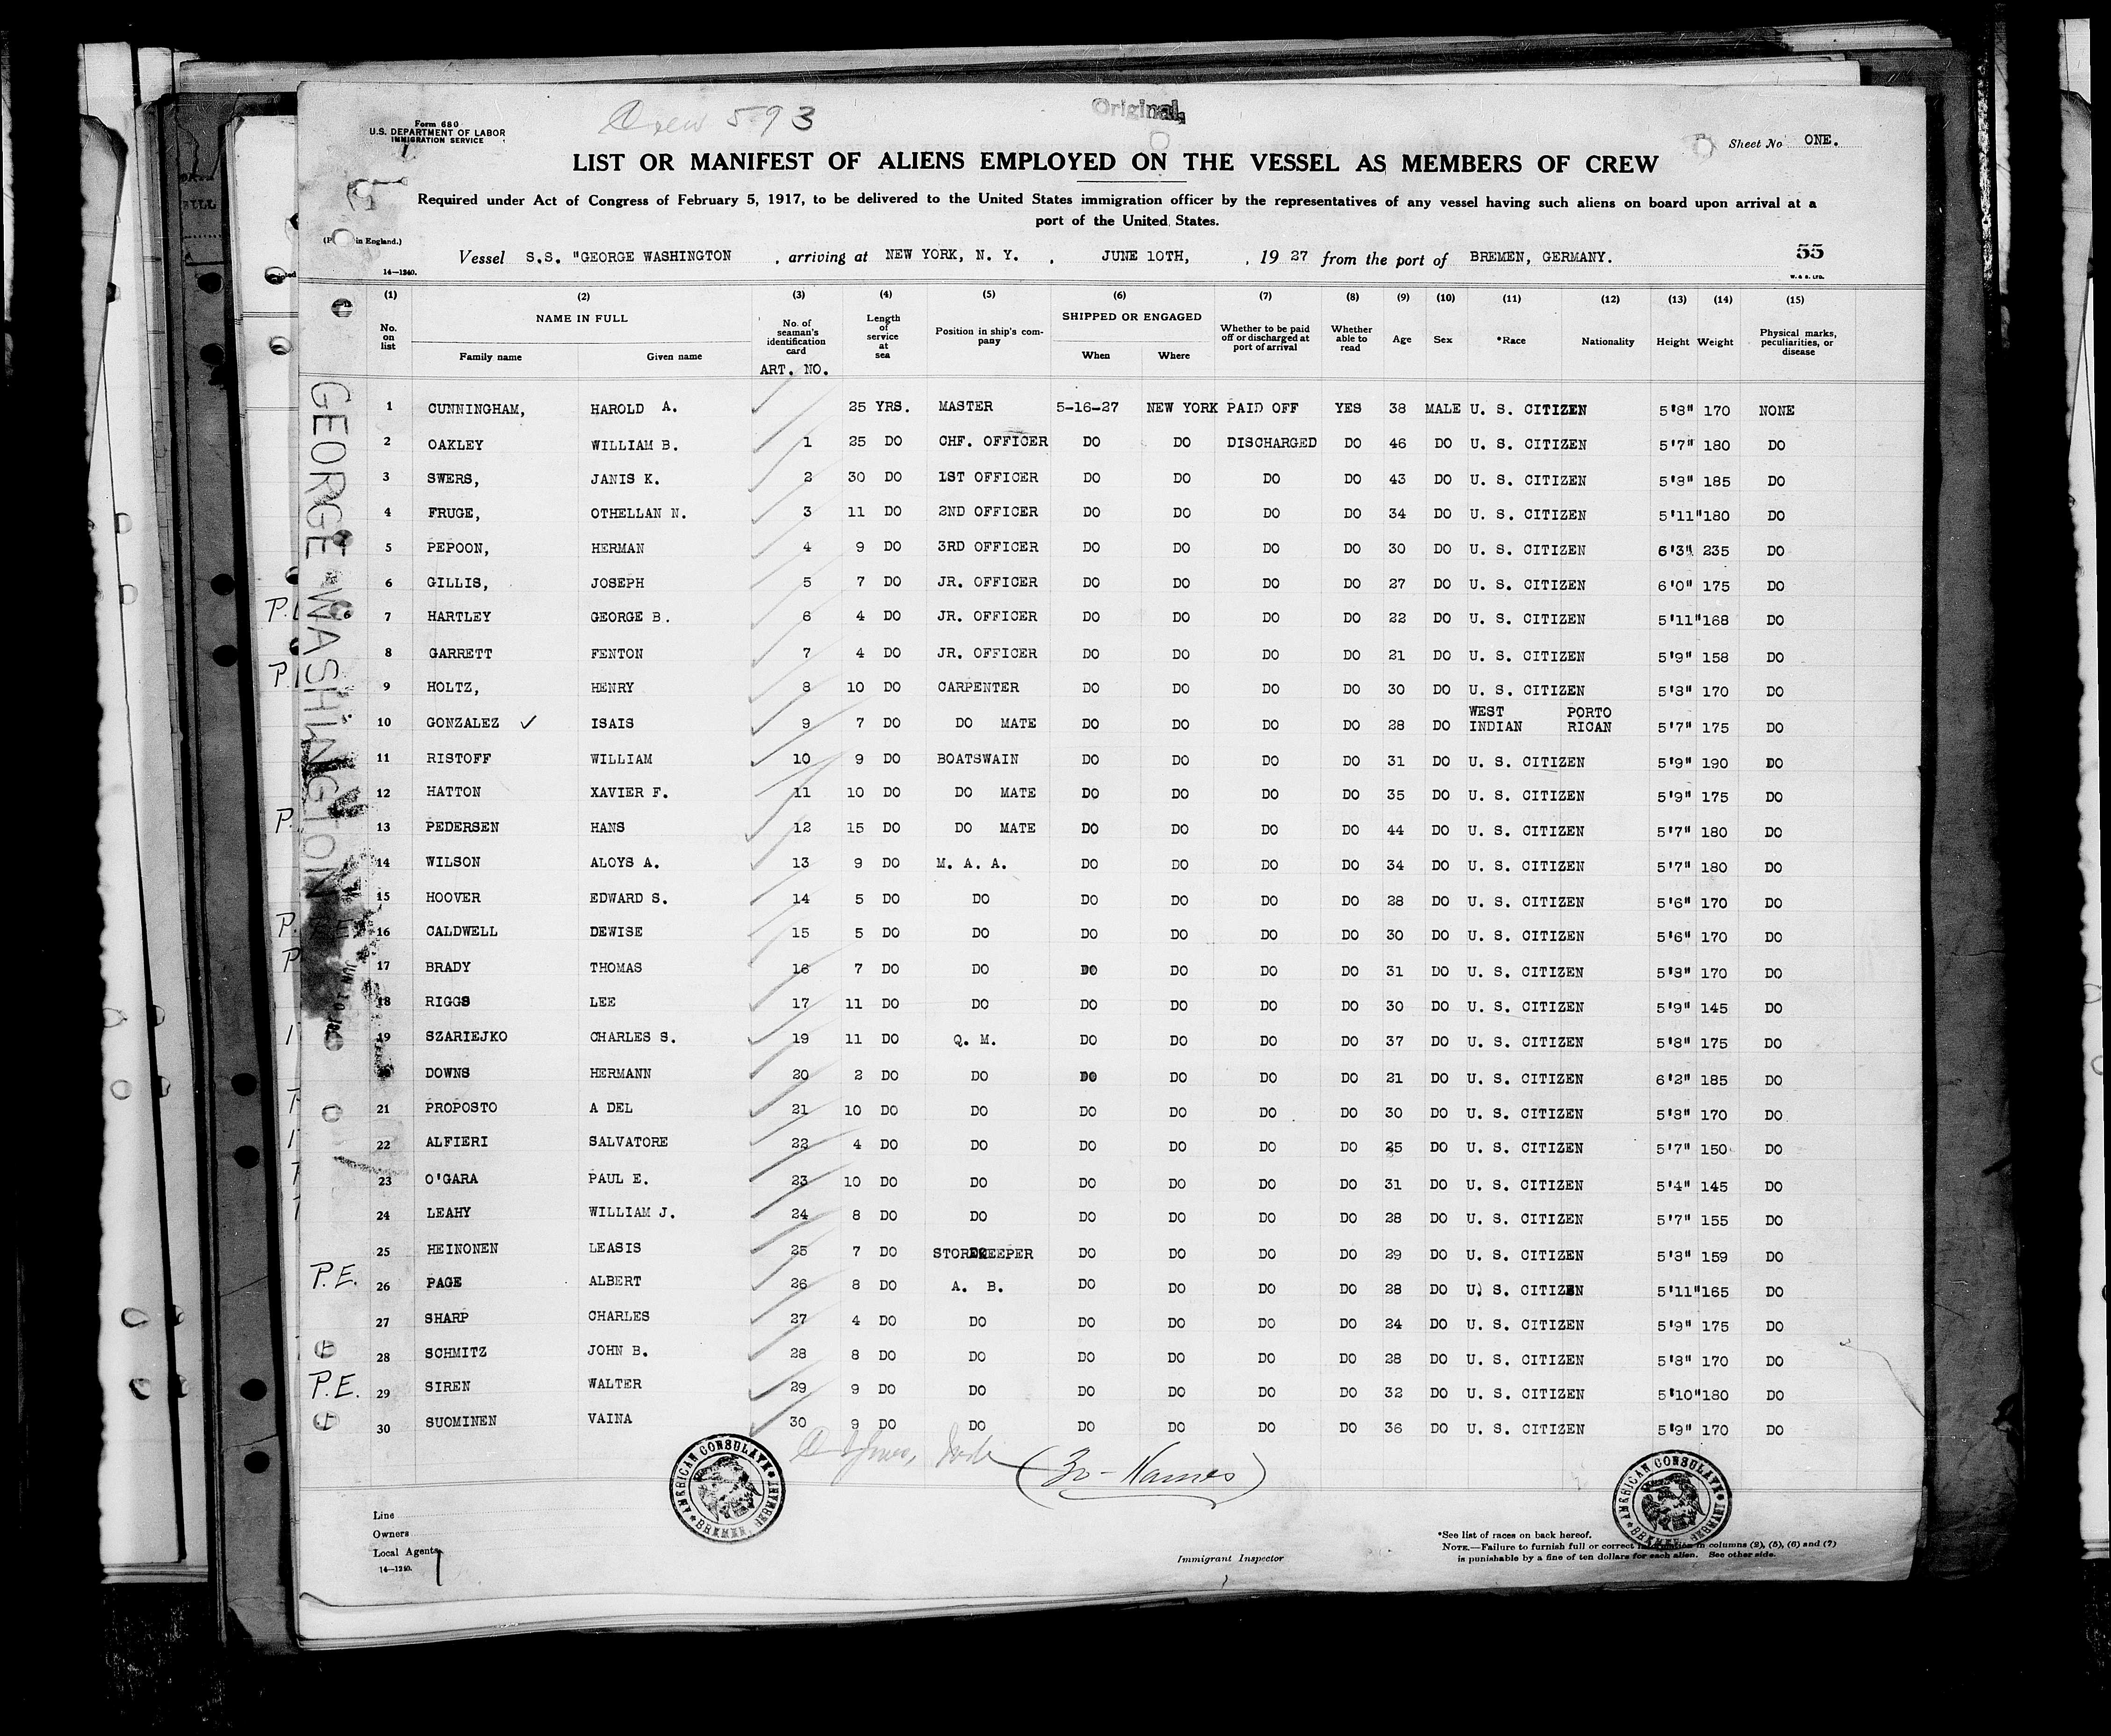 Form 680
U.S. DEPARTMENT OF LABOR
IMMIGRATION SERVICE
Crew 593
Original
Sheet No ONE.
LIST OR MANIFEST OF ALIENS EMPLOYED ON THE VESSEL AS MEMBERS OF CREW
Required under Act of Congress of February 5, 1917, to be delivered to the United States immigration officer by the representatives of any vessel having such aliens on board upon arrival at a
port of the United States.
in England.)
14—1240.
Vessel S.S. "GEORGE WASHINGTON , arriving at NEW YORK, N. Y. , JUNE 10TH, , 19 27 from the port of BREMEN, GERMANY. 55
W. & S. LTD.
(1) (2) (3) (4) (5) (6) (7) (8) (9) (10) (11) (12) (13) (14) (15)
No. on list NAME IN FULL Family name Given name No. of seaman's identification card Length of service at sea Position in ship's company SHIPPED OR ENGAGED When Where Whether to be paid off or discharged at port of arrival Whether able to read Age Sex *Race Nationality Height Weight Physical marks, peculiarities, or disease
ART. NO.
GEORGE WASHINGTON
1 CUNNINGHAM, HAROLD A. 25 YRS. MASTER 5-16-27 NEW YORK PAID OFF YES 38 MALE U. S. CITIZEN 5'8" 170 NONE
2 OAKLEY WILLIAM B. 1 25 DO CHF. OFFICER DO DO DISCHARGED DO 46 DO U. S. CITIZEN 5'7" 180 DO
3 SWERS, JANIS K. 2 30 DO 1ST OFFICER DO DO DO DO 43 DO U. S. CITIZEN 5'8" 185 DO
4 FRUGE, OTHELLAN N. 3 11 DO 2ND OFFICER DO DO DO DO 34 DO U. S. CITIZEN 5'11" 180 DO
5 PEPOON, HERMAN 4 9 DO 3RD OFFICER DO DO DO DO 30 DO U. S. CITIZEN 6'3" 235 DO
6 GILLIS, JOSEPH 5 7 DO JR. OFFICER DO DO DO DO 27 DO U. S. CITIZEN 6'0" 175 DO
7 HARTLEY GEORGE B. 6 4 DO JR. OFFICER DO DO DO DO 22 DO U. S. CITIZEN 5'11" 168 DO
8 GARRETT FENTON 7 4 DO JR. OFFICER DO DO DO DO 21 DO U. S. CITIZEN 5'9" 158 DO
9 HOLTZ, HENRY 8 10 DO CARPENTER DO DO DO DO 30 DO U. S. CITIZEN 5'8" 170 DO
10 GONZALEZ ✓ ISAIS 9 7 DO DO MATE DO DO DO DO 28 DO WEST INDIAN PORTO RICAN 5'7" 175 DO
11 RISTOFF WILLIAM 10 9 DO BOATSWAIN DO DO DO DO 31 DO U. S. CITIZEN 5'9" 190 DO
12 HATTON XAVIER F. 11 10 DO DO MATE DO DO DO DO 35 DO U. S. CITIZEN 5'9" 175 DO
13 PEDERSEN HANS 12 15 DO DO MATE DO DO DO DO 44 DO U. S. CITIZEN 5'7" 180 DO
14 WILSON ALOYS A. 13 9 DO M. A. A. DO DO DO DO 34 DO U. S. CITIZEN 5'7" 180 DO
15 HOOVER EDWARD S. 14 5 DO DO DO DO DO DO 28 DO U. S. CITIZEN 5'6" 170 DO
16 CALDWELL DEWISE 15 5 DO DO DO DO DO DO 30 DO U. S. CITIZEN 5'6" 170 DO
17 BRADY THOMAS 16 7 DO DO DO DO DO DO 31 DO U. S. CITIZEN 5'8" 170 DO
18 RIGGS LEE 17 11 DO DO DO DO DO DO 30 DO U. S. CITIZEN 5'9" 145 DO
19 SZARIEJKO CHARLES S. 19 11 DO Q. M. DO DO DO DO 37 DO U. S. CITIZEN 5'8" 175 DO
DOWNS HERMANN 20 2 DO DO DO DO DO DO 21 DO U. S. CITIZEN 6'2" 185 DO
21 PROPOSTO A DEL 21 10 DO DO DO DO DO DO 30 DO U. S. CITIZEN 5'8" 170 DO
22 ALFIERI SALVATORE 22 4 DO DO DO DO DO DO 25 DO U. S. CITIZEN 5'7" 150 DO
23 O'GARA PAUL E. 23 10 DO DO DO DO DO DO 31 DO U. S. CITIZEN 5'4" 145 DO
24 LEAHY WILLIAM J. 24 8 DO DO DO DO DO DO 28 DO U. S. CITIZEN 5'7" 155 DO
25 HEINONEN LEASIS 25 7 DO STOREKEEPER DO DO DO DO 29 DO U. S. CITIZEN 5'8" 159 DO
P.E. 26 PAGE ALBERT 26 8 DO A. B. DO DO DO DO 28 DO U. S. CITIZEN 5'11" 165 DO
27 SHARP CHARLES 27 4 DO DO DO DO DO DO 24 DO U. S. CITIZEN 5'9" 175 DO
28 SCHMITZ JOHN B. 28 8 DO DO DO DO DO DO 28 DO U. S. CITIZEN 5'8" 170 DO
P.E. 29 SIREN WALTER 29 9 DO DO DO DO DO DO 32 DO U. S. CITIZEN 5'10" 180 DO
30 SUOMINEN VAINA 30 9 DO DO DO DO DO DO 36 DO U. S. CITIZEN 5'9" 170 DO
(30 - Names)
AMERICAN CONSULATE BREMEN, GERMANY
AMERICAN CONSULATE BREMEN, GERMANY
Line
Owners
Local Agents
14—1240.
Immigrant Inspector
*See list of races on back hereof.
NOTE.—Failure to furnish full or correct information in columns (2), (5), (6) and (7)
is punishable by a fine of ten dollars for each alien. See other side.